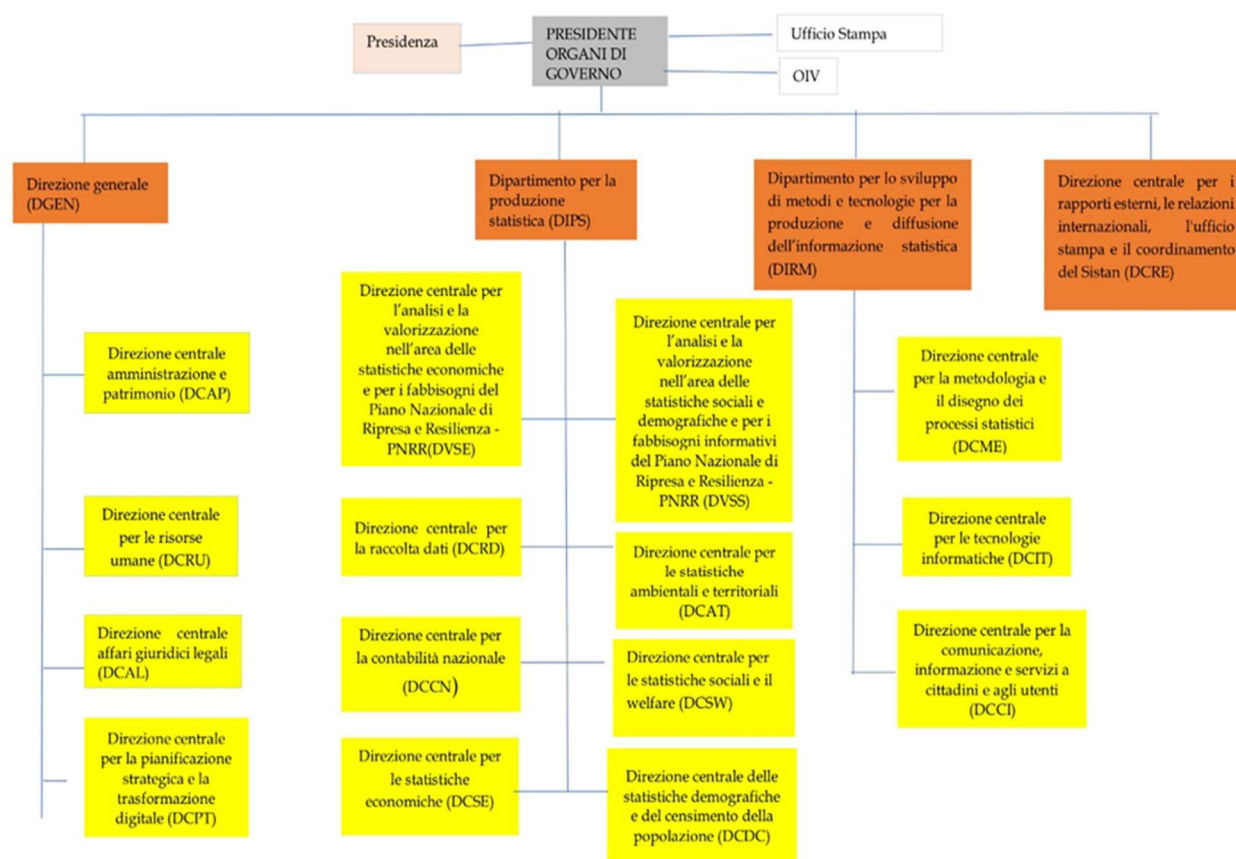 Presidenza
PRESIDENTE
ORGANI DI
GOVERNO
Ufficio Stampa
OIV
Direzione generale
(DGEN)
Dipartimento per la
produzione
statistica (DIPS)
Dipartimento per lo sviluppo
di metodi e tecnologie per la
produzione e diffusione
dell'informazione statistica
(DIRM)
Direzione centrale per i
rapporti esterni, le relazioni
internazionali, l'ufficio
stampa e il coordinamento
del Sistan (DCRE)
Direzione centrale
amministrazione e
patrimonio (DCAP)
Direzione centrale
per le risorse
umane (DCRU)
Direzione centrale
affari giuridici legali
(DCAL)
Direzione centrale
per la pianificazione
strategica e la
trasformazione
digitale (DCPT)
Direzione centrale per
l'analisi e la
valorizzazione
nell'area delle
statistiche economiche
e per i fabbisogni del
Piano Nazionale di
Ripresa e Resilienza -
PNRR(DVSE)
Direzione centrale per
la raccolta dati (DCRD)
Direzione centrale per
la contabilità nazionale
(DCCN)
Direzione centrale per
le statistiche
economiche (DCSE)
Direzione centrale per
l'analisi e la
valorizzazione
nell'area delle
statistiche sociali e
demografiche e per i
fabbisogni informativi
del Piano Nazionale di
Ripresa e Resilienza -
PNRR (DVSS)
Direzione centrale per
le statistiche
ambientali e territoriali
(DCAT)
Direzione centrale per
le statistiche sociali e il
welfare (DCSW)
Direzione centrale delle
statistiche demografiche
e del censimento della
popolazione (DCDC)
Direzione centrale
per la metodologia e
il disegno dei
processi statistici
(DCME)
Direzione centrale
per le tecnologie
informatiche (DCIT)
Direzione centrale per la
comunicazione,
informazione e servizi a
cittadini e agli utenti
(DCCI)